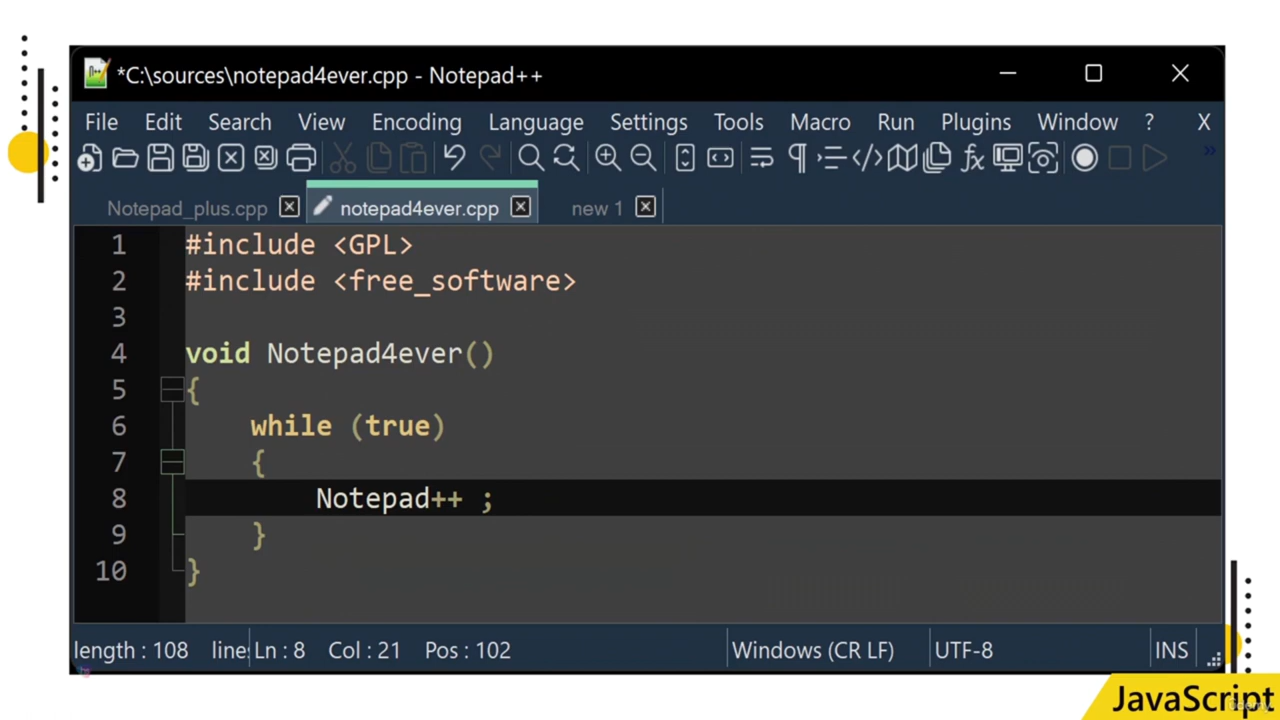 *C:\sources\notepad4ever.cpp - Notepad++
File Edit Search View Encoding Language Settings Tools Macro Run Plugins Window ? X
Notepad_plus.cpp notepad4ever.cpp new 1
1 #include <GPL>
2 #include <free_software>
3
4 void Notepad4ever()
5 {
6 while (true)
7 {
8 Notepad++ ;
9 }
10 }
length : 108 lines Ln : 8 Col : 21 Pos : 102 Windows (CR LF) UTF-8 INS
JavaScript
Udemy